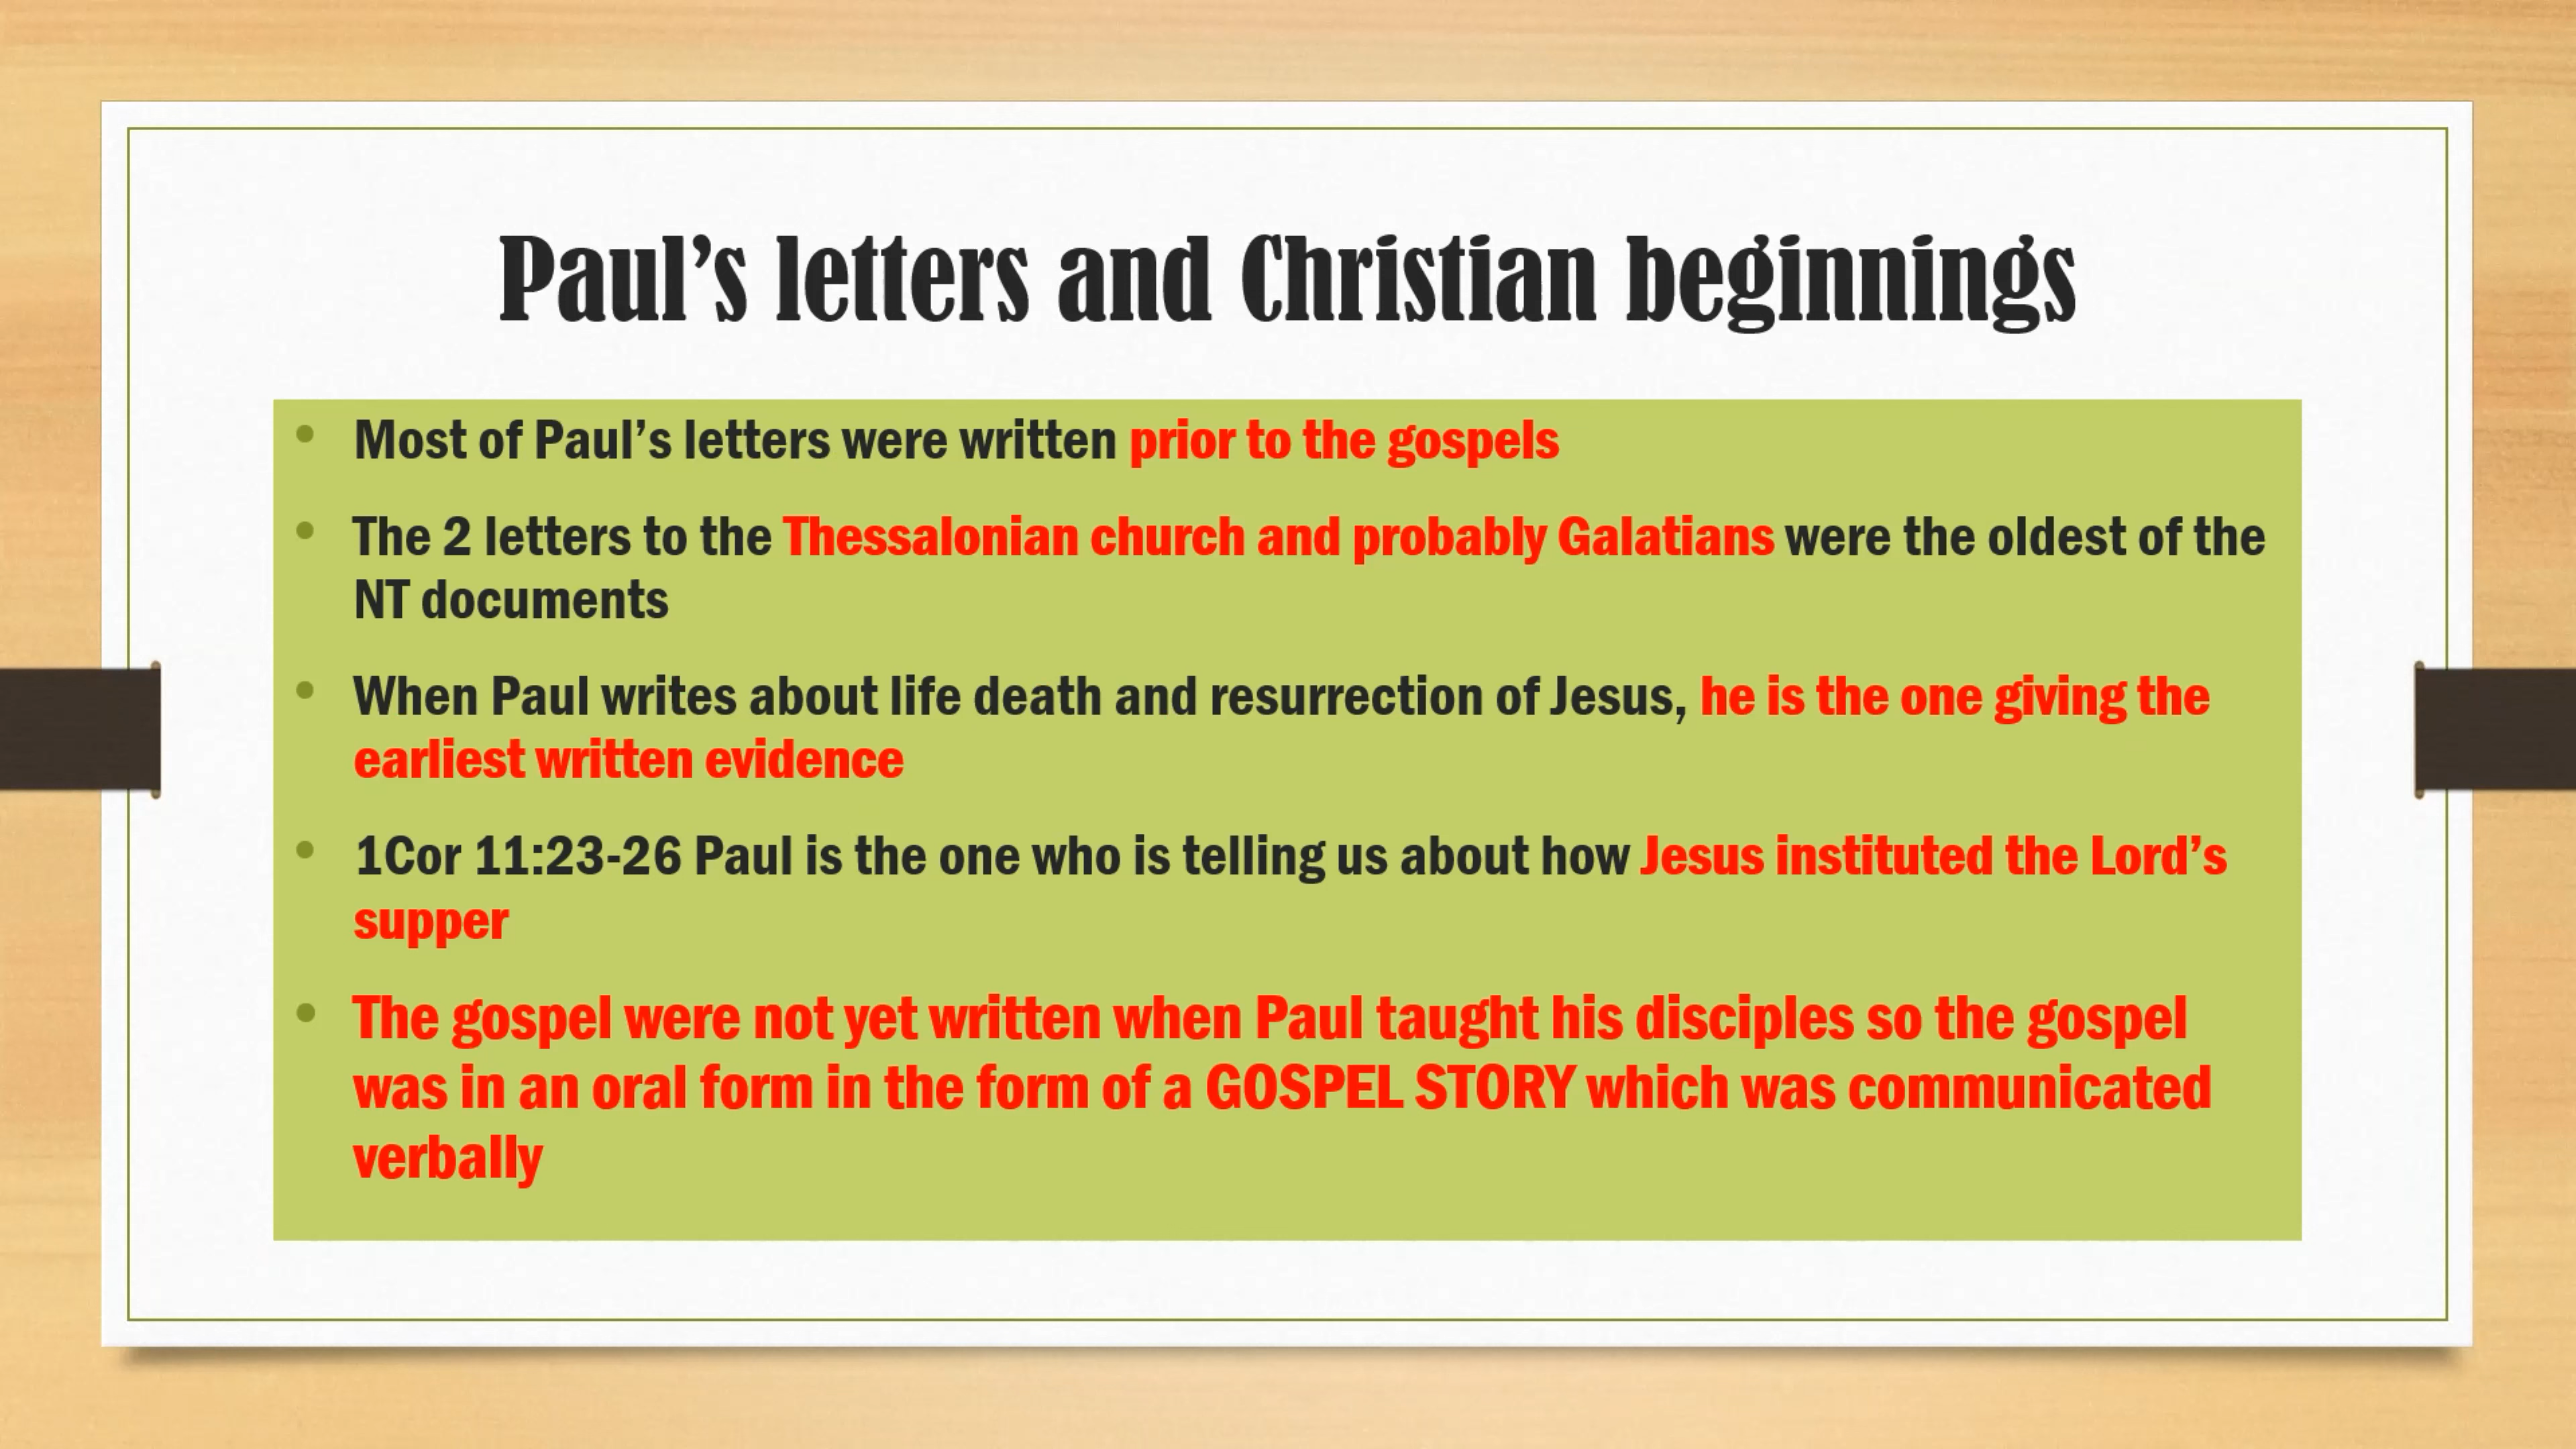 Paul’s letters and Christian beginnings
• Most of Paul’s letters were written prior to the gospels
• The 2 letters to the Thessalonian church and probably Galatians were the oldest of the
NT documents
• When Paul writes about life death and resurrection of Jesus, he is the one giving the
earliest written evidence
• 1Cor 11:23-26 Paul is the one who is telling us about how Jesus instituted the Lord’s
supper
• The gospel were not yet written when Paul taught his disciples so the gospel
was in an oral form in the form of a GOSPEL STORY which was communicated
verbally